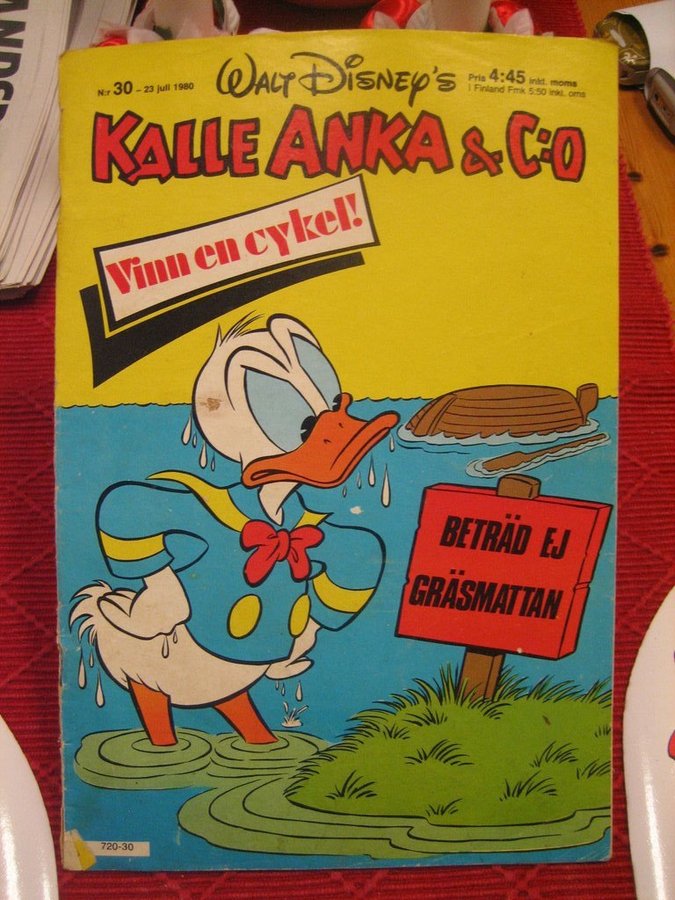 N:r 30 – 23 juli 1980
WALT DISNEY'S
Pris 4:45 inkl. moms
I Finland Fmk 5:50 inkl. oms
KALLE ANKA & C:O
Vinn en cykel!
BETRÄD EJ
GRÄSMATTAN
720-30